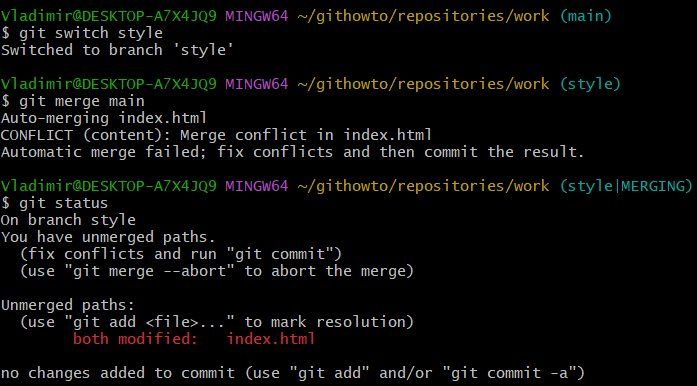 Vladimir@DESKTOP-A7X4JQ9 MINGW64 ~/githowto/repositories/work (main)
$ git switch style
Switched to branch 'style'
Vladimir@DESKTOP-A7X4JQ9 MINGW64 ~/githowto/repositories/work (style)
$ git merge main
Auto-merging index.html
CONFLICT (content): Merge conflict in index.html
Automatic merge failed; fix conflicts and then commit the result.
Vladimir@DESKTOP-A7X4JQ9 MINGW64 ~/githowto/repositories/work (style|MERGING)
$ git status
On branch style
You have unmerged paths.
  (fix conflicts and run "git commit")
  (use "git merge --abort" to abort the merge)
Unmerged paths:
  (use "git add <file>..." to mark resolution)
        both modified:   index.html
no changes added to commit (use "git add" and/or "git commit -a")